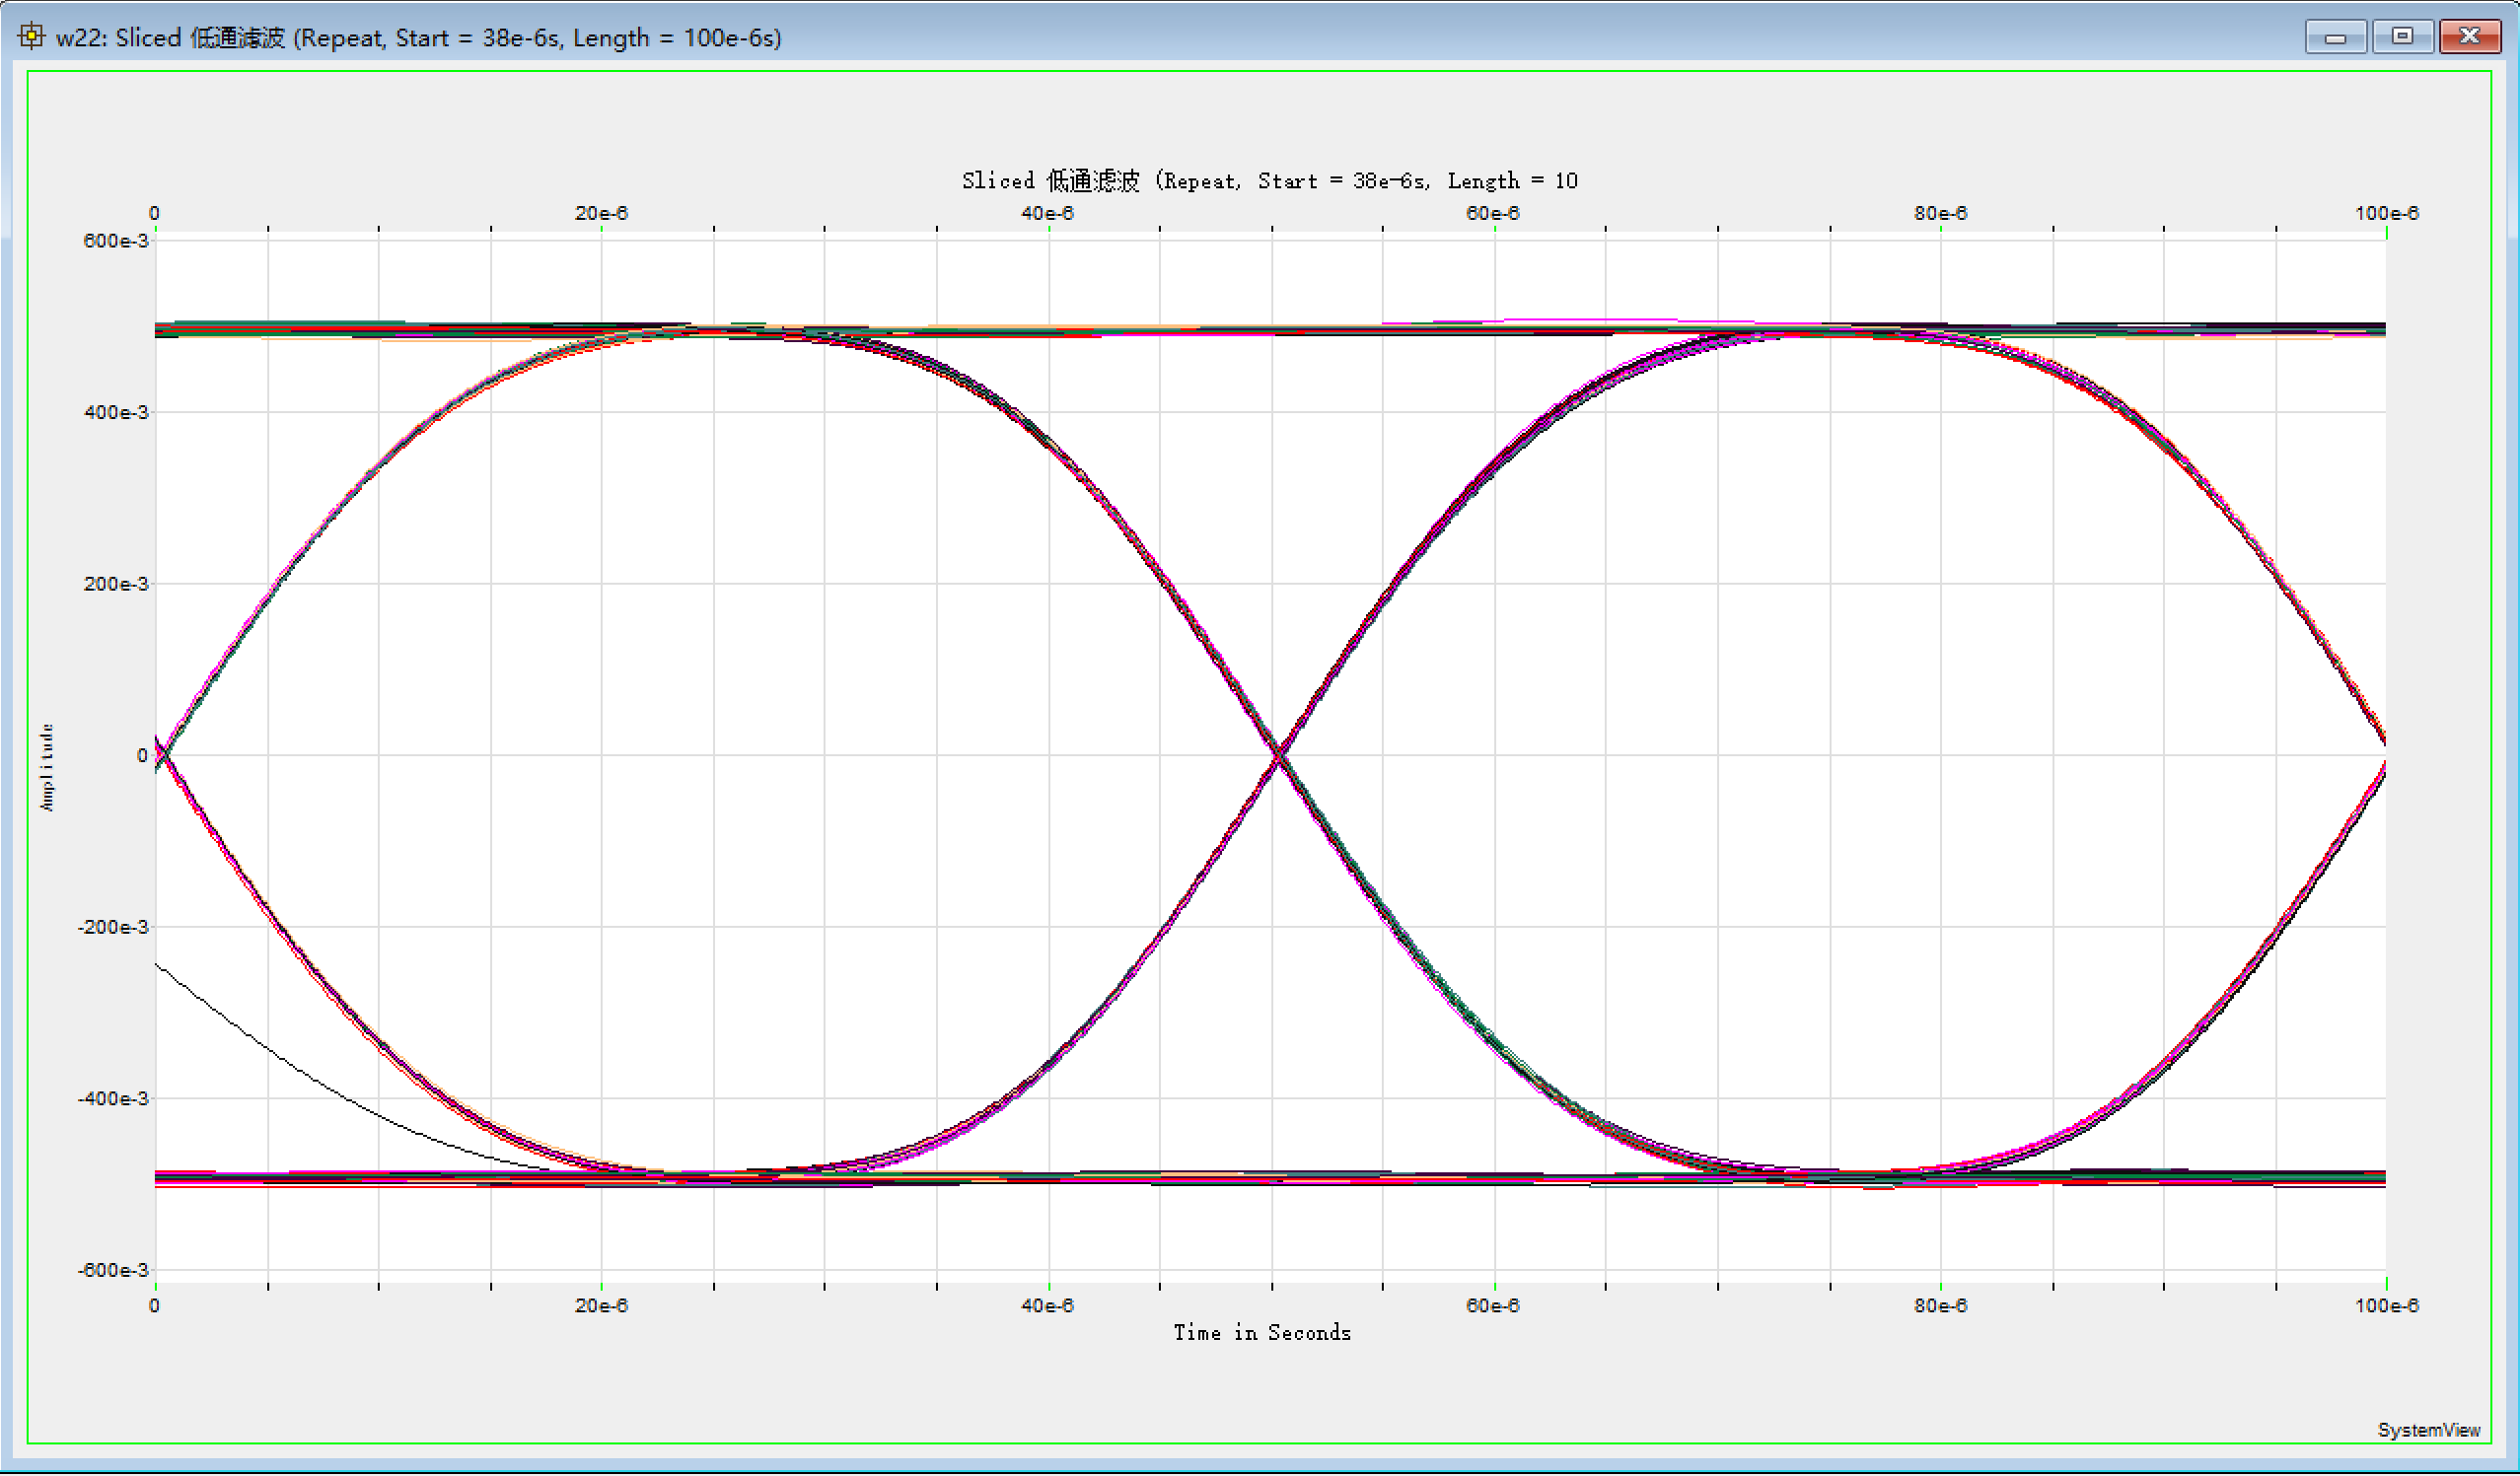 w22: Sliced 低通滤波 (Repeat, Start = 38e-6s, Length = 100e-6s)
Sliced 低通滤波 (Repeat, Start = 38e-6s, Length = 10
0 20e-6 40e-6 60e-6 80e-6 100e-6
600e-3
400e-3
200e-3
0
-200e-3
-400e-3
-600e-3
Amplitude
0 20e-6 40e-6 60e-6 80e-6 100e-6
Time in Seconds
SystemView